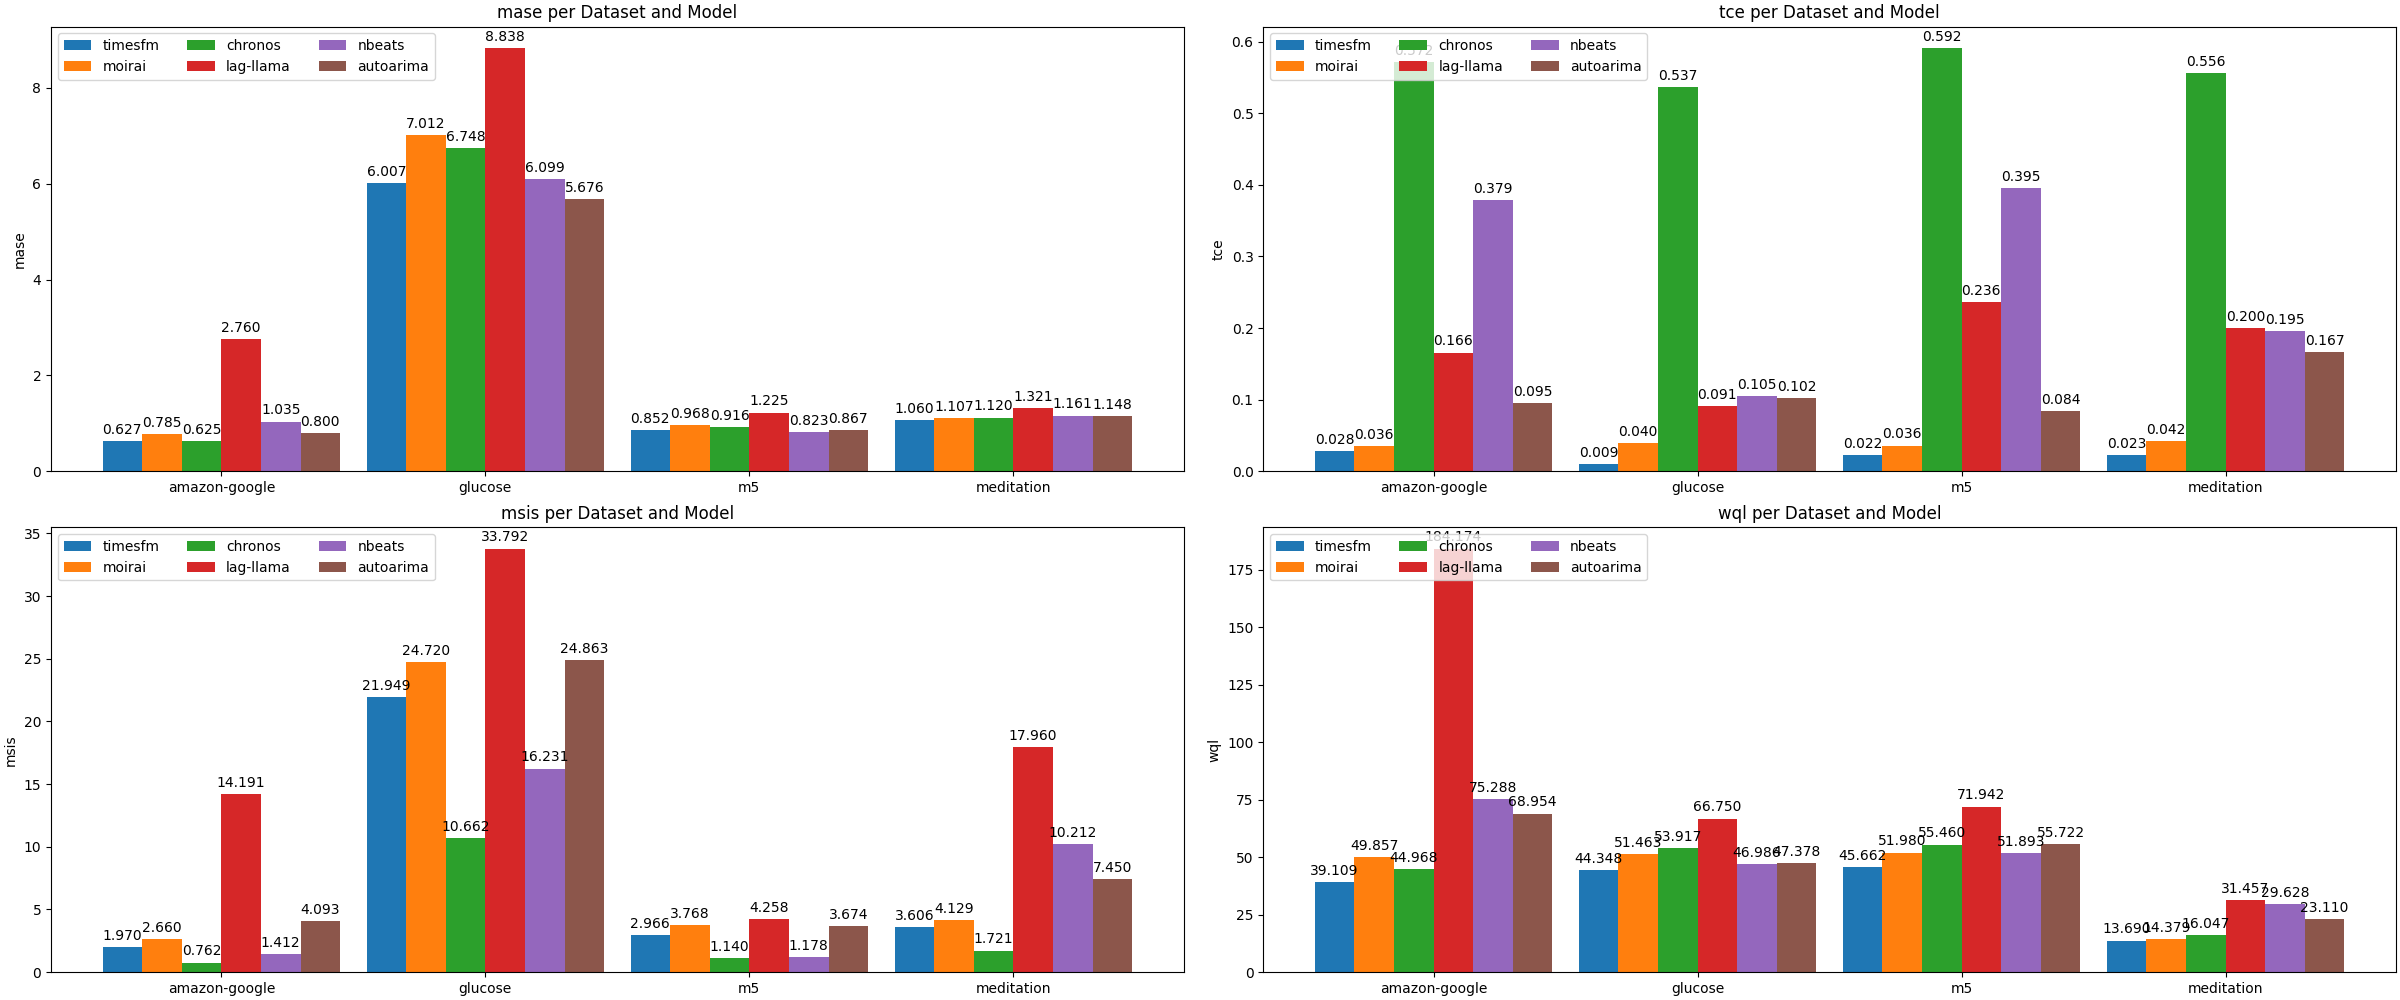 mase per Dataset and Model
timesfm chronos nbeats
moirai lag-llama autoarima
mase
8
6
4
2
0
0.627 0.785 0.625 2.760 1.035 0.800
6.007 7.012 6.748 8.838 6.099 5.676
0.852 0.968 0.916 1.225 0.823 0.867
1.060 1.107 1.120 1.321 1.161 1.148
amazon-google glucose m5 meditation
tce per Dataset and Model
timesfm chronos nbeats
moirai lag-llama autoarima
tce
0.6
0.5
0.4
0.3
0.2
0.1
0.0
0.028 0.036 0.572 0.166 0.379 0.095
0.009 0.040 0.537 0.091 0.105 0.102
0.022 0.036 0.592 0.236 0.395 0.084
0.023 0.042 0.556 0.200 0.195 0.167
amazon-google glucose m5 meditation
msis per Dataset and Model
timesfm chronos nbeats
moirai lag-llama autoarima
msis
35
30
25
20
15
10
5
0
1.970 2.660 0.762 14.191 1.412 4.093
21.949 24.720 10.662 33.792 16.231 24.863
2.966 3.768 1.140 4.258 1.178 3.674
3.606 4.129 1.721 17.960 10.212 7.450
amazon-google glucose m5 meditation
wql per Dataset and Model
timesfm chronos nbeats
moirai lag-llama autoarima
wql
175
150
125
100
75
50
25
0
39.109 49.857 44.968 184.174 75.288 68.954
44.348 51.463 53.917 66.750 46.986 47.378
45.662 51.980 55.460 71.942 51.893 55.722
13.690 14.379 16.047 31.457 29.628 23.110
amazon-google glucose m5 meditation